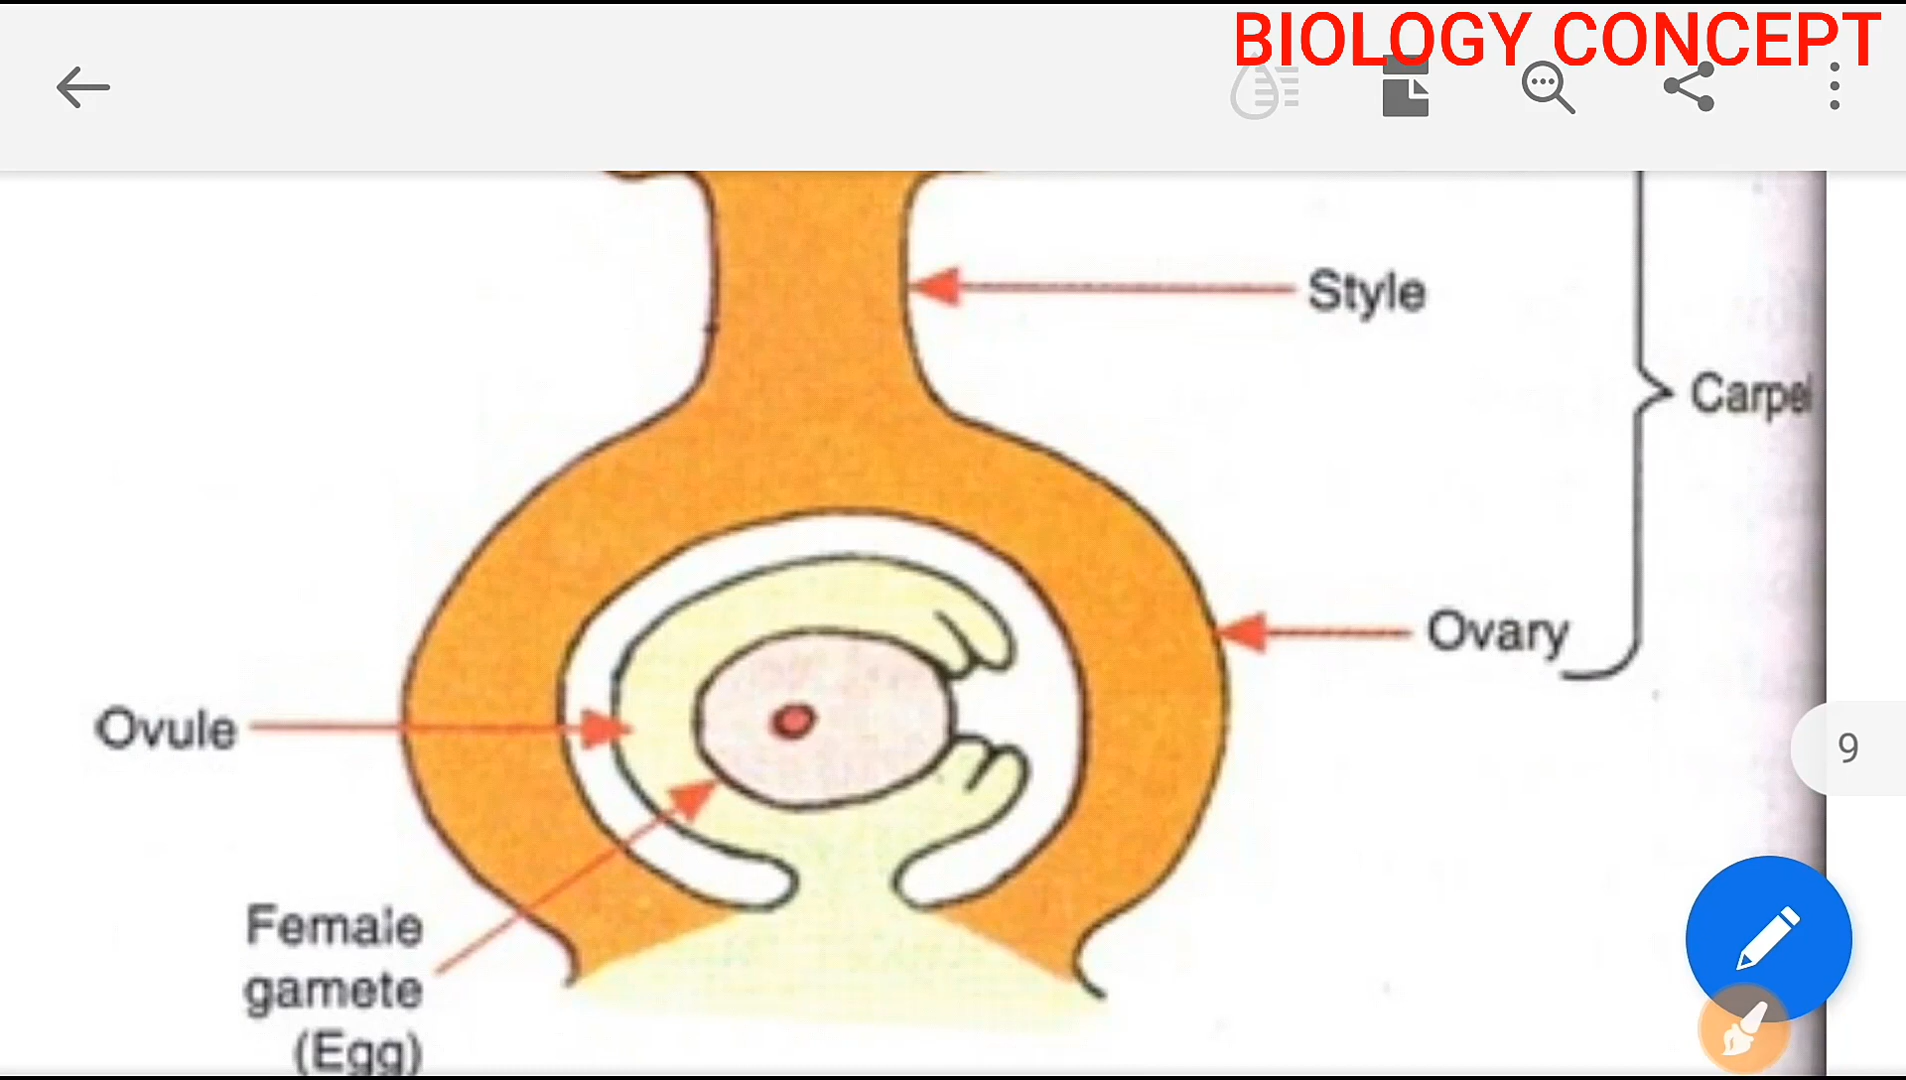 BIOLOGY CONCEPT
Style
Carpel
Ovary
Ovule
9
Female
gamete
(Egg)